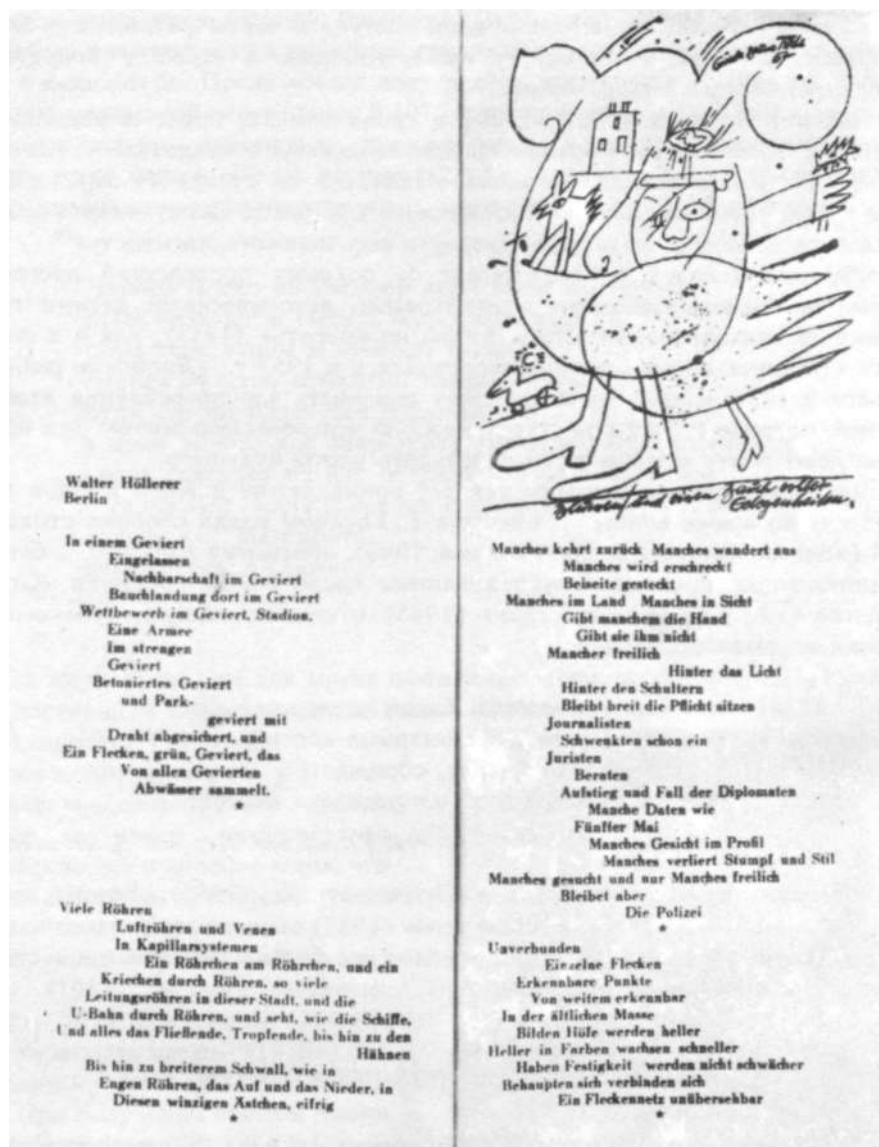 Walter Höllerer
Berlin
In einem Geviert
Eingelassen
Nachbarschaft im Geviert
Bauchlandung dort im Geviert
Wettbewerb im Geviert, Stadion,
Eine Armee
Im strengen
Geviert
Betoniertes Geviert
und Park-
geviert mit
Draht abgesichert, und
Ein Flecken, grün, Geviert, das
Von allen Gevierten
Abwässer sammelt.
Viele Röhren
Luftröhren und Venen
In Kapillarsystemen
Ein Röhrchen am Röhrchen, und ein
Kriechen durch Röhren, so viele
Leitungsröhren in dieser Stadt, und die
U-Bahn durch Röhren, und seht, wie die Schiffe,
Und alles das Fließende, Tropfende, bis hin zu den
Hähnen
Bis hin zu breiterem Schwall, wie in
Engen Röhren, das Auf und das Nieder, in
Diesen winzigen Ästchen, eifrig
*
67
und einen Bauch voller
Gelegenheiten,
Manches kehrt zurück Manches wandert aus
Manches wird erschreckt
Beiseite gesteckt
Manches im Land Manches in Sicht
Gibt manchem die Hand
Gibt sie ihm nicht
Mancher freilich
Hinter das Licht
Hinter den Schultern
Bleibt breit die Pflicht sitzen
Journalisten
Schwenkten schon ein
Juristen
Beraten
Aufstieg und Fall der Diplomaten
Manche Daten wie
Fünfter Mai
Manches Gesicht im Profil
Manches verliert Stumpf und Stil
Manches gesucht und nur Manches freilich
Bleibet aber
Die Polizei
*
Unverbunden
Einzelne Flecken
Erkennbare Punkte
Von weitem erkennbar
In der ältlichen Masse
Bilden Höfe werden heller
Heller in Farben wachsen schneller
Haben Festigkeit werden nicht schwächer
Behaupten sich verbinden sich
Ein Fleckennetz unübersehbar
*